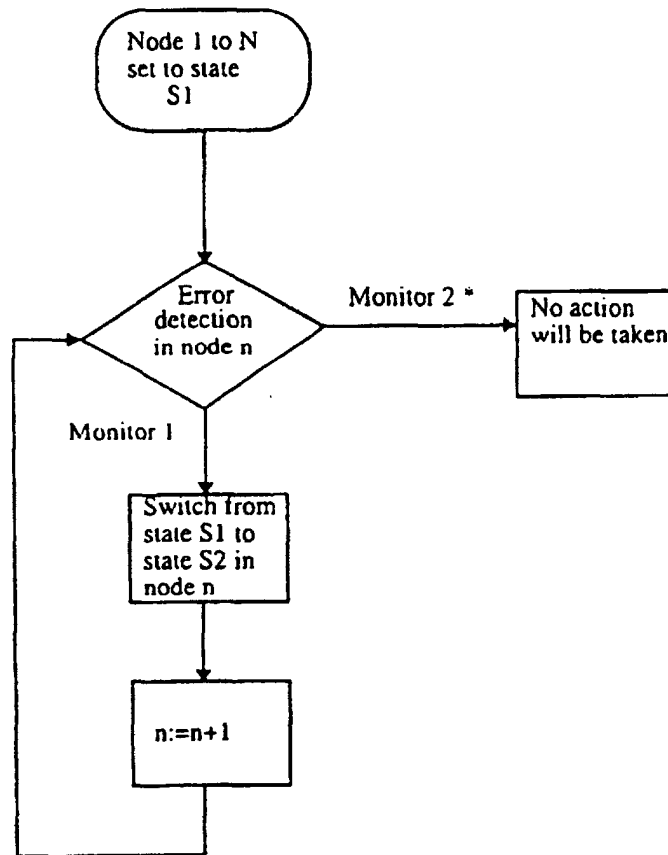 Node 1 to N
set to state
S1
Error
detection
in node n
Monitor 2 *
No action
will be taken
Monitor 1
Switch from
state S1 to
state S2 in
node n
n:=n+1